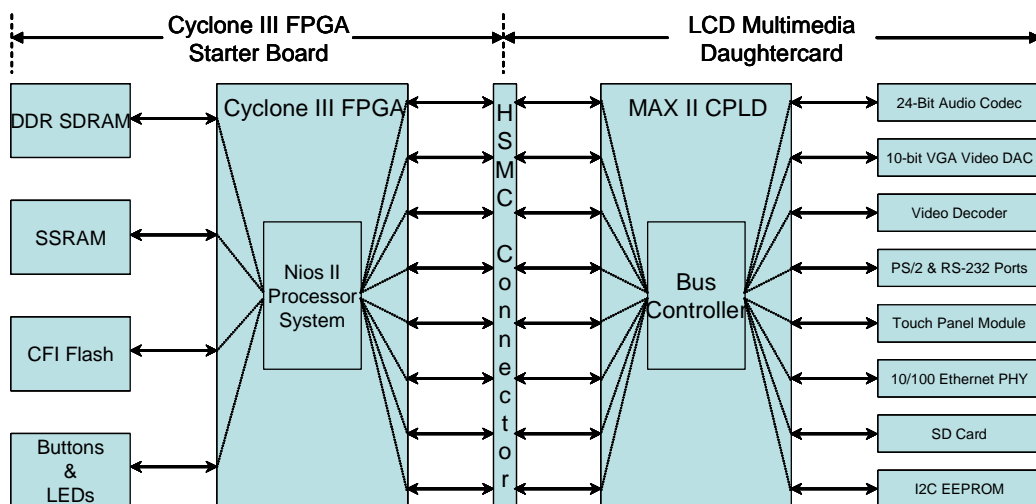 Cyclone III FPGA
Starter Board
LCD Multimedia
Daughtercard
DDR SDRAM
SSRAM
CFI Flash
Buttons
&
LEDs
Cyclone III FPGA
Nios II
Processor
System
HSMC Connector
MAX II CPLD
Bus
Controller
24-Bit Audio Codec
10-bit VGA Video DAC
Video Decoder
PS/2 & RS-232 Ports
Touch Panel Module
10/100 Ethernet PHY
SD Card
I2C EEPROM